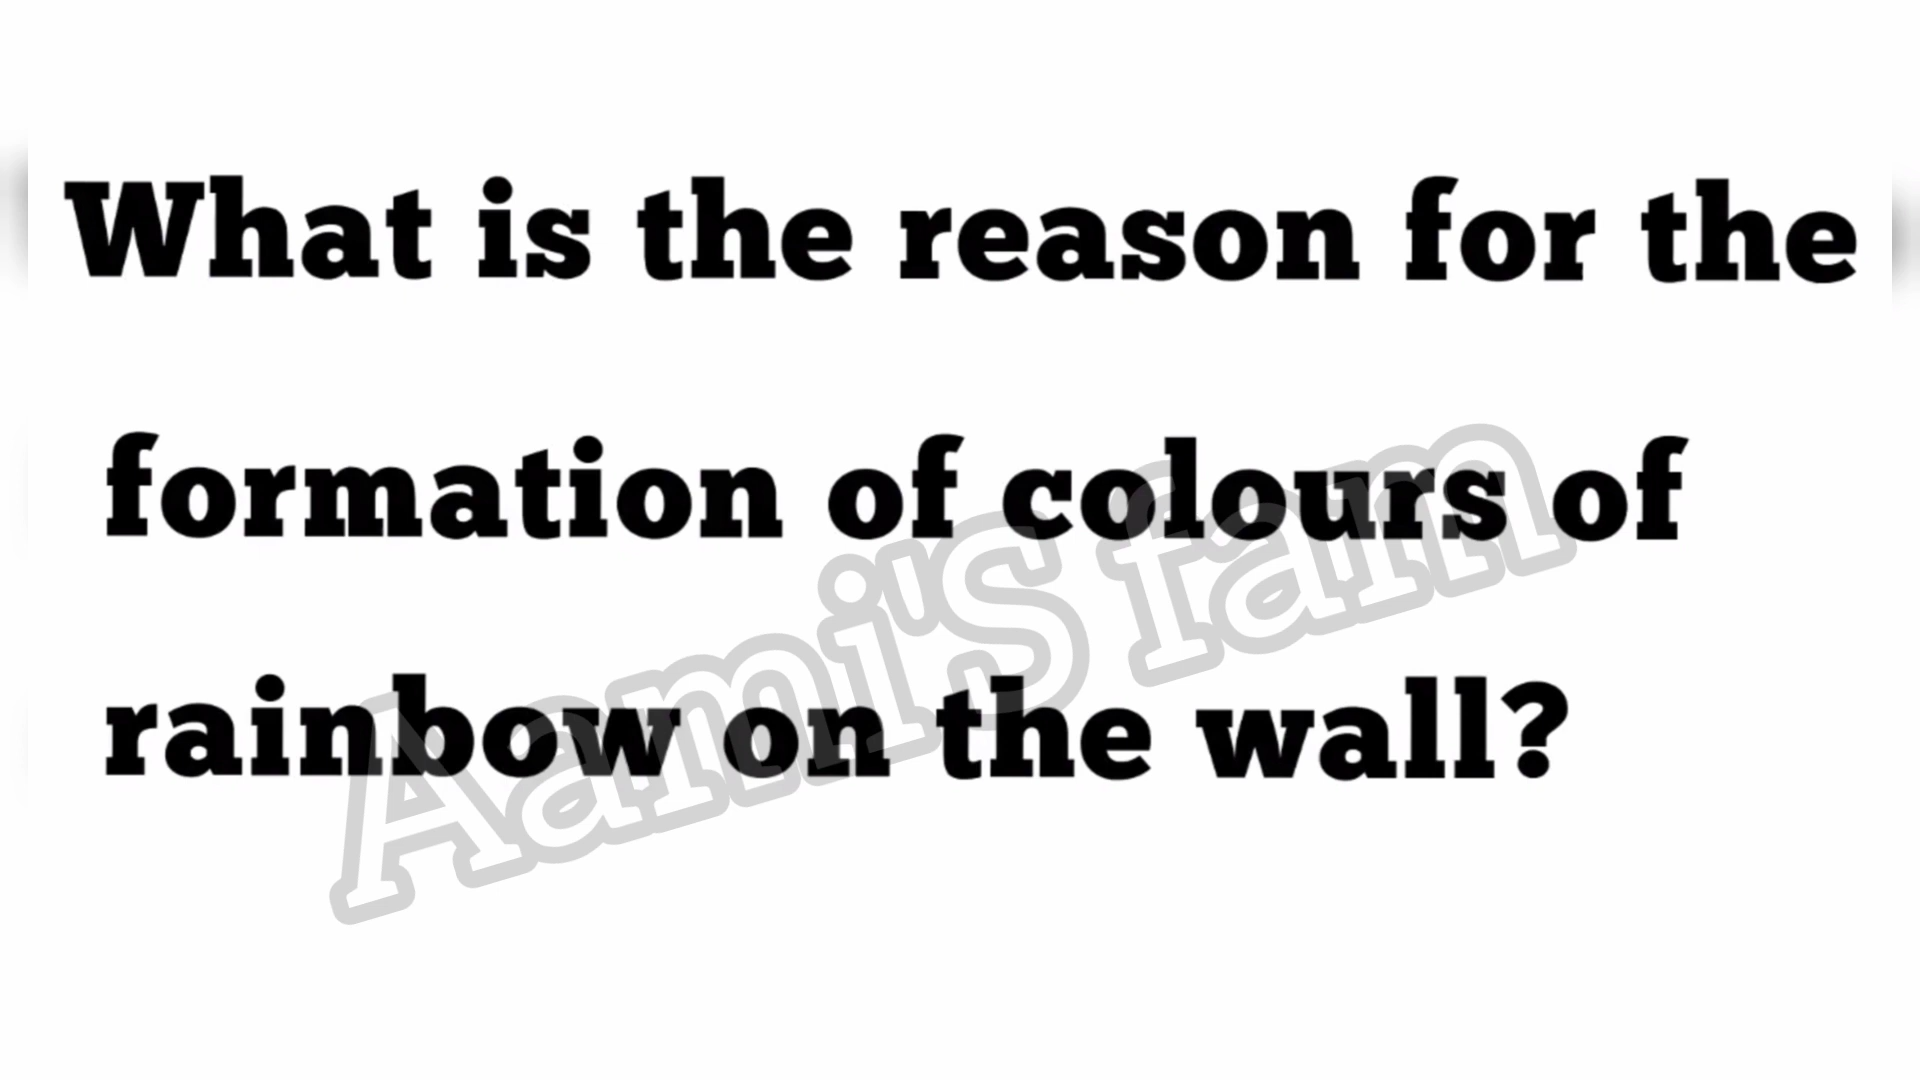 What is the reason for the
formation of colours of
rainbow on the wall?
Aami'S fam